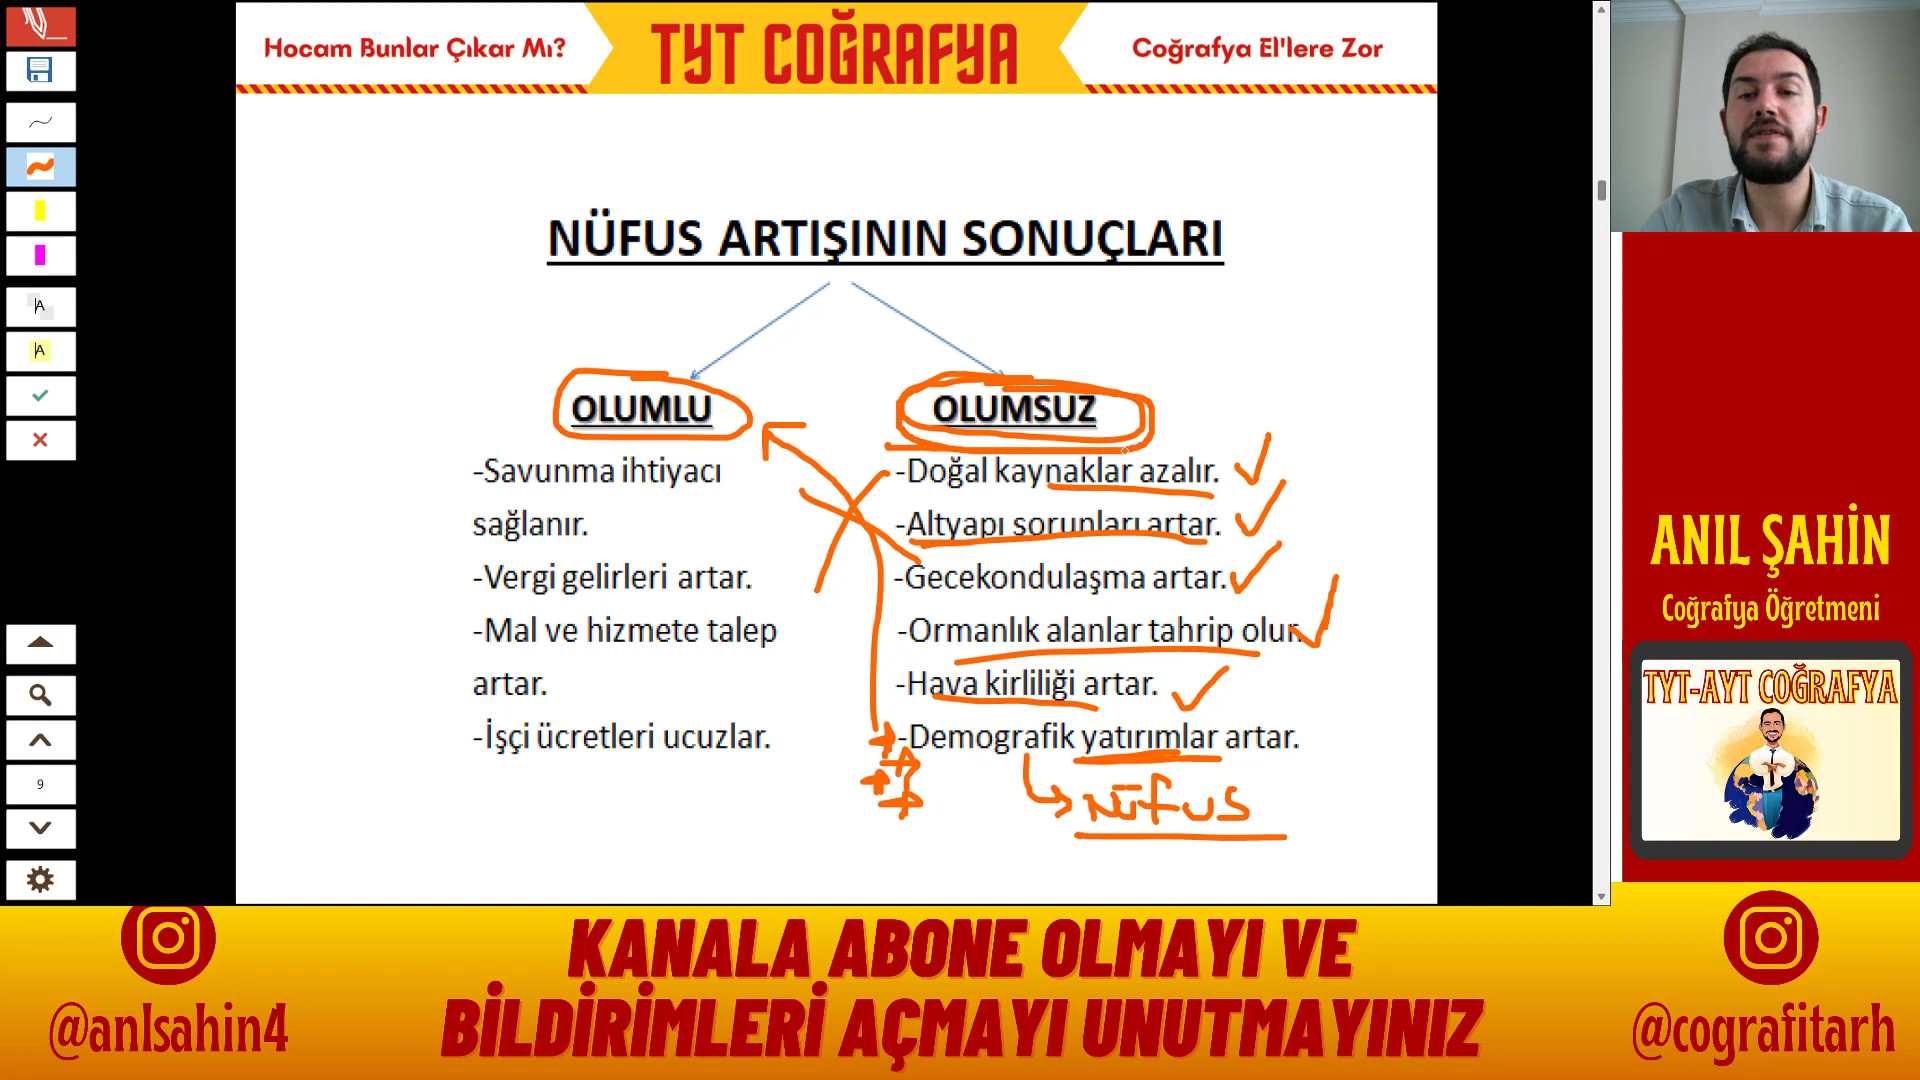 Hocam Bunlar Çıkar Mı?
TYT COĞRAFYA
Coğrafya El'lere Zor
NÜFUS ARTIŞININ SONUÇLARI
OLUMLU
-Savunma ihtiyacı
sağlanır.
-Vergi gelirleri artar.
-Mal ve hizmete talep
artar.
-İşçi ücretleri ucuzlar.
OLUMSUZ
-Doğal kaynaklar azalır.
-Altyapı sorunları artar.
-Gecekondulaşma artar.
-Ormanlık alanlar tahrip olur.
-Hava kirliliği artar.
-Demografik yatırımlar artar.
NÜfUS
A
A
9
ANIL ŞAHİN
Coğrafya Öğretmeni
TYT-AYT COĞRAFYA
KANALA ABONE OLMAYI VE
BİLDİRİMLERİ AÇMAYI UNUTMAYINIZ
@anlsahin4
@cografitarh